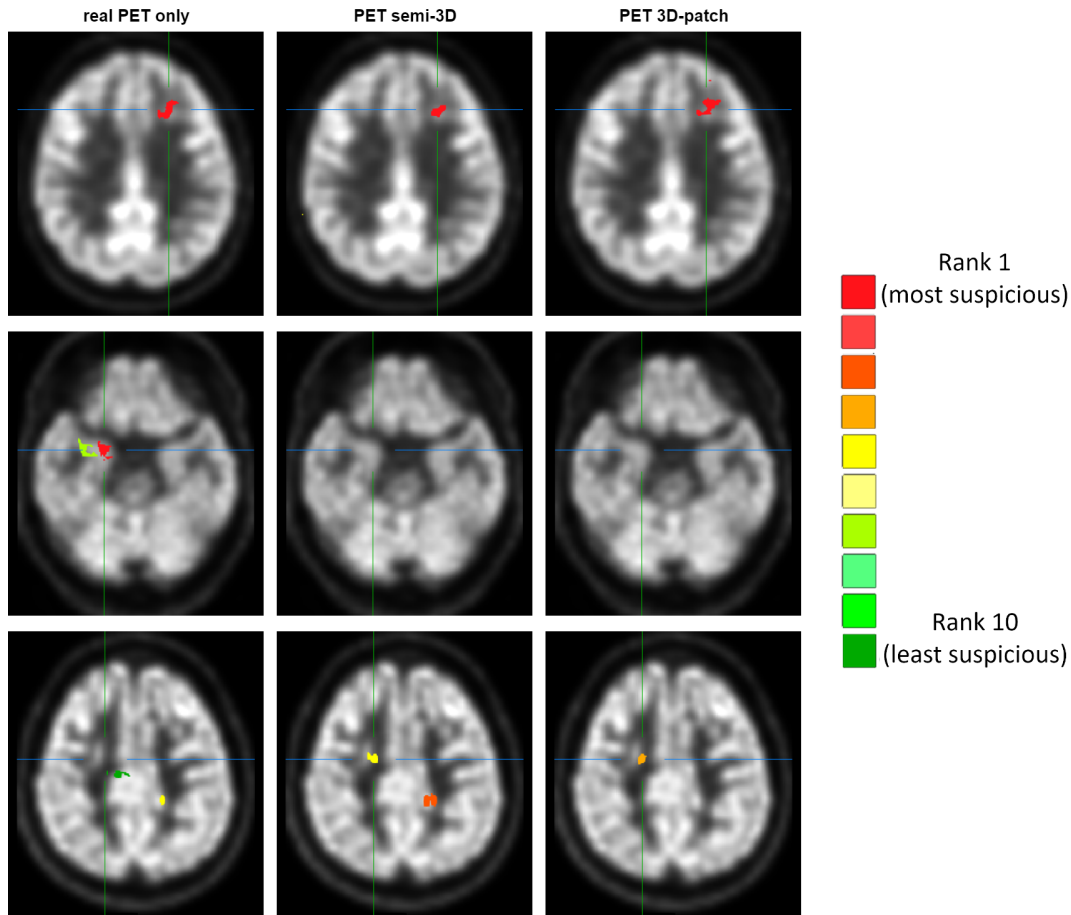 real PET only
PET semi-3D
PET 3D-patch
Rank 1
(most suspicious)
Rank 10
(least suspicious)